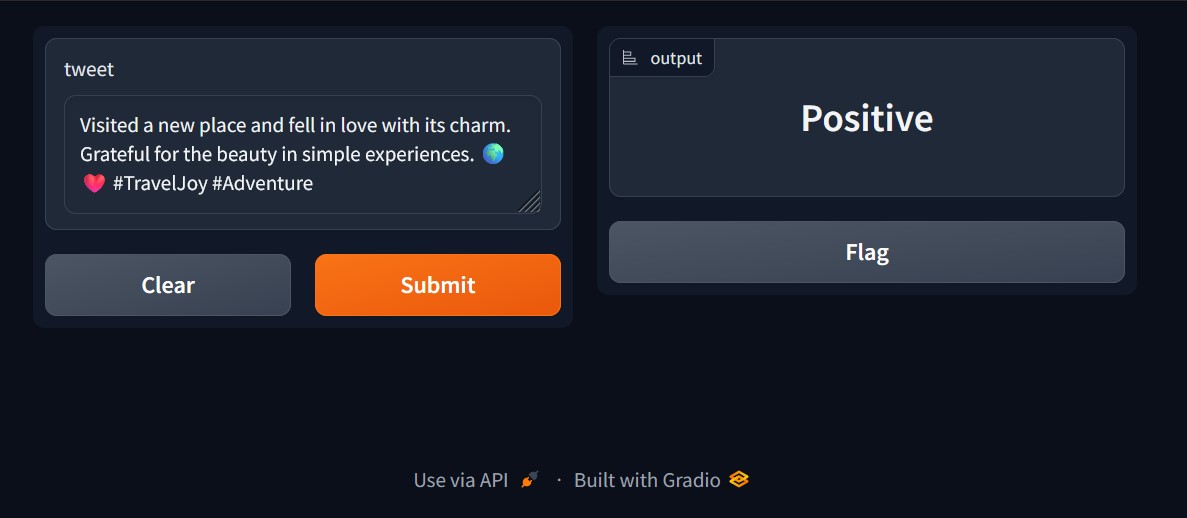 tweet
Visited a new place and fell in love with its charm.
Grateful for the beauty in simple experiences. 🌍
❤️ #TravelJoy #Adventure
Clear
Submit
output
Positive
Flag
Use via API 🚀 · Built with Gradio